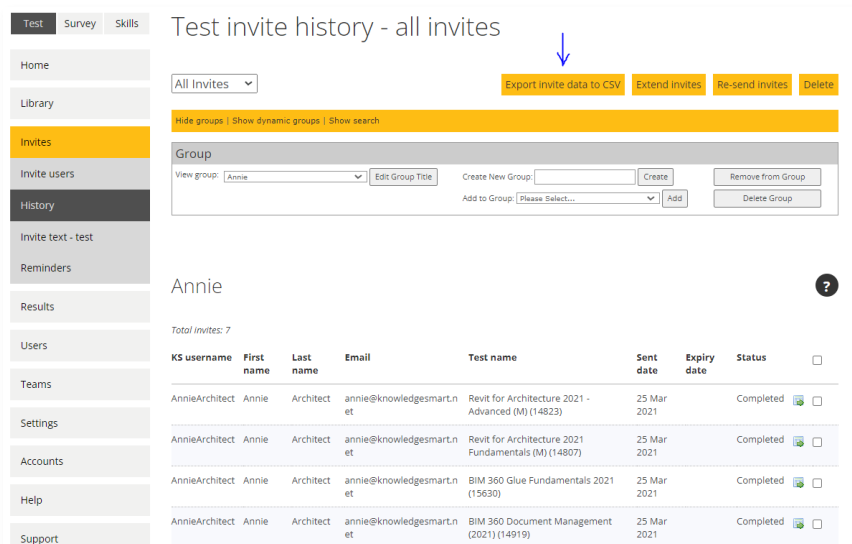 Test Survey Skills
Test invite history - all invites
Home
Library
Invites
Invite users
History
Invite text - test
Reminders
Results
Users
Teams
Settings
Accounts
Help
Support
All Invites
Export invite data to CSV Extend invites Re-send invites Delete
Hide groups | Show dynamic groups | Show search
Group
View group: Annie Edit Group Title Create New Group: Create Remove from Group
Add to Group: Please Select... Add Delete Group
Annie
?
Total invites: 7
KS username First name Last name Email Test name Sent date Expiry date Status
AnnieArchitect Annie Architect annie@knowledgesmart.n Revit for Architecture 2021 - 25 Mar Completed
et Advanced (M) (14823) 2021
AnnieArchitect Annie Architect annie@knowledgesmart.n Revit for Architecture 2021 25 Mar Completed
et Fundamentals (M) (14807) 2021
AnnieArchitect Annie Architect annie@knowledgesmart.n BIM 360 Glue Fundamentals 2021 25 Mar Completed
et (15630) 2021
AnnieArchitect Annie Architect annie@knowledgesmart.n BIM 360 Document Management 25 Mar Completed
et (2021) (14919) 2021